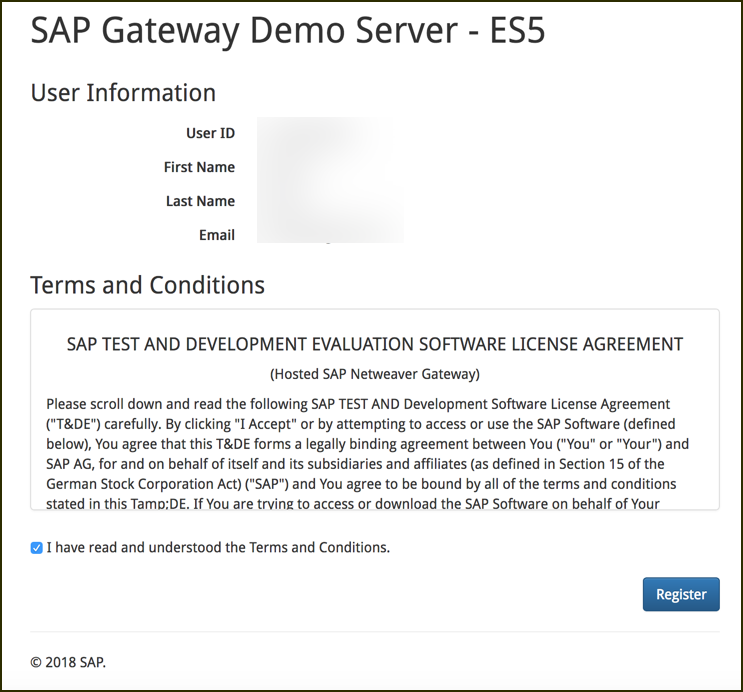 SAP Gateway Demo Server - ES5
User Information
User ID
First Name
Last Name
Email
Terms and Conditions
SAP TEST AND DEVELOPMENT EVALUATION SOFTWARE LICENSE AGREEMENT
(Hosted SAP Netweaver Gateway)
Please scroll down and read the following SAP TEST AND Development Software License Agreement
("T&DE") carefully. By clicking "I Accept" or by attempting to access or use the SAP Software (defined
below), You agree that this T&DE forms a legally binding agreement between You ("You" or "Your") and
SAP AG, for and on behalf of itself and its subsidiaries and affiliates (as defined in Section 15 of the
German Stock Corporation Act) ("SAP") and You agree to be bound by all of the terms and conditions
stated in this Tamp;DE. If You are trying to access or download the SAP Software on behalf of Your
I have read and understood the Terms and Conditions.
Register
© 2018 SAP.